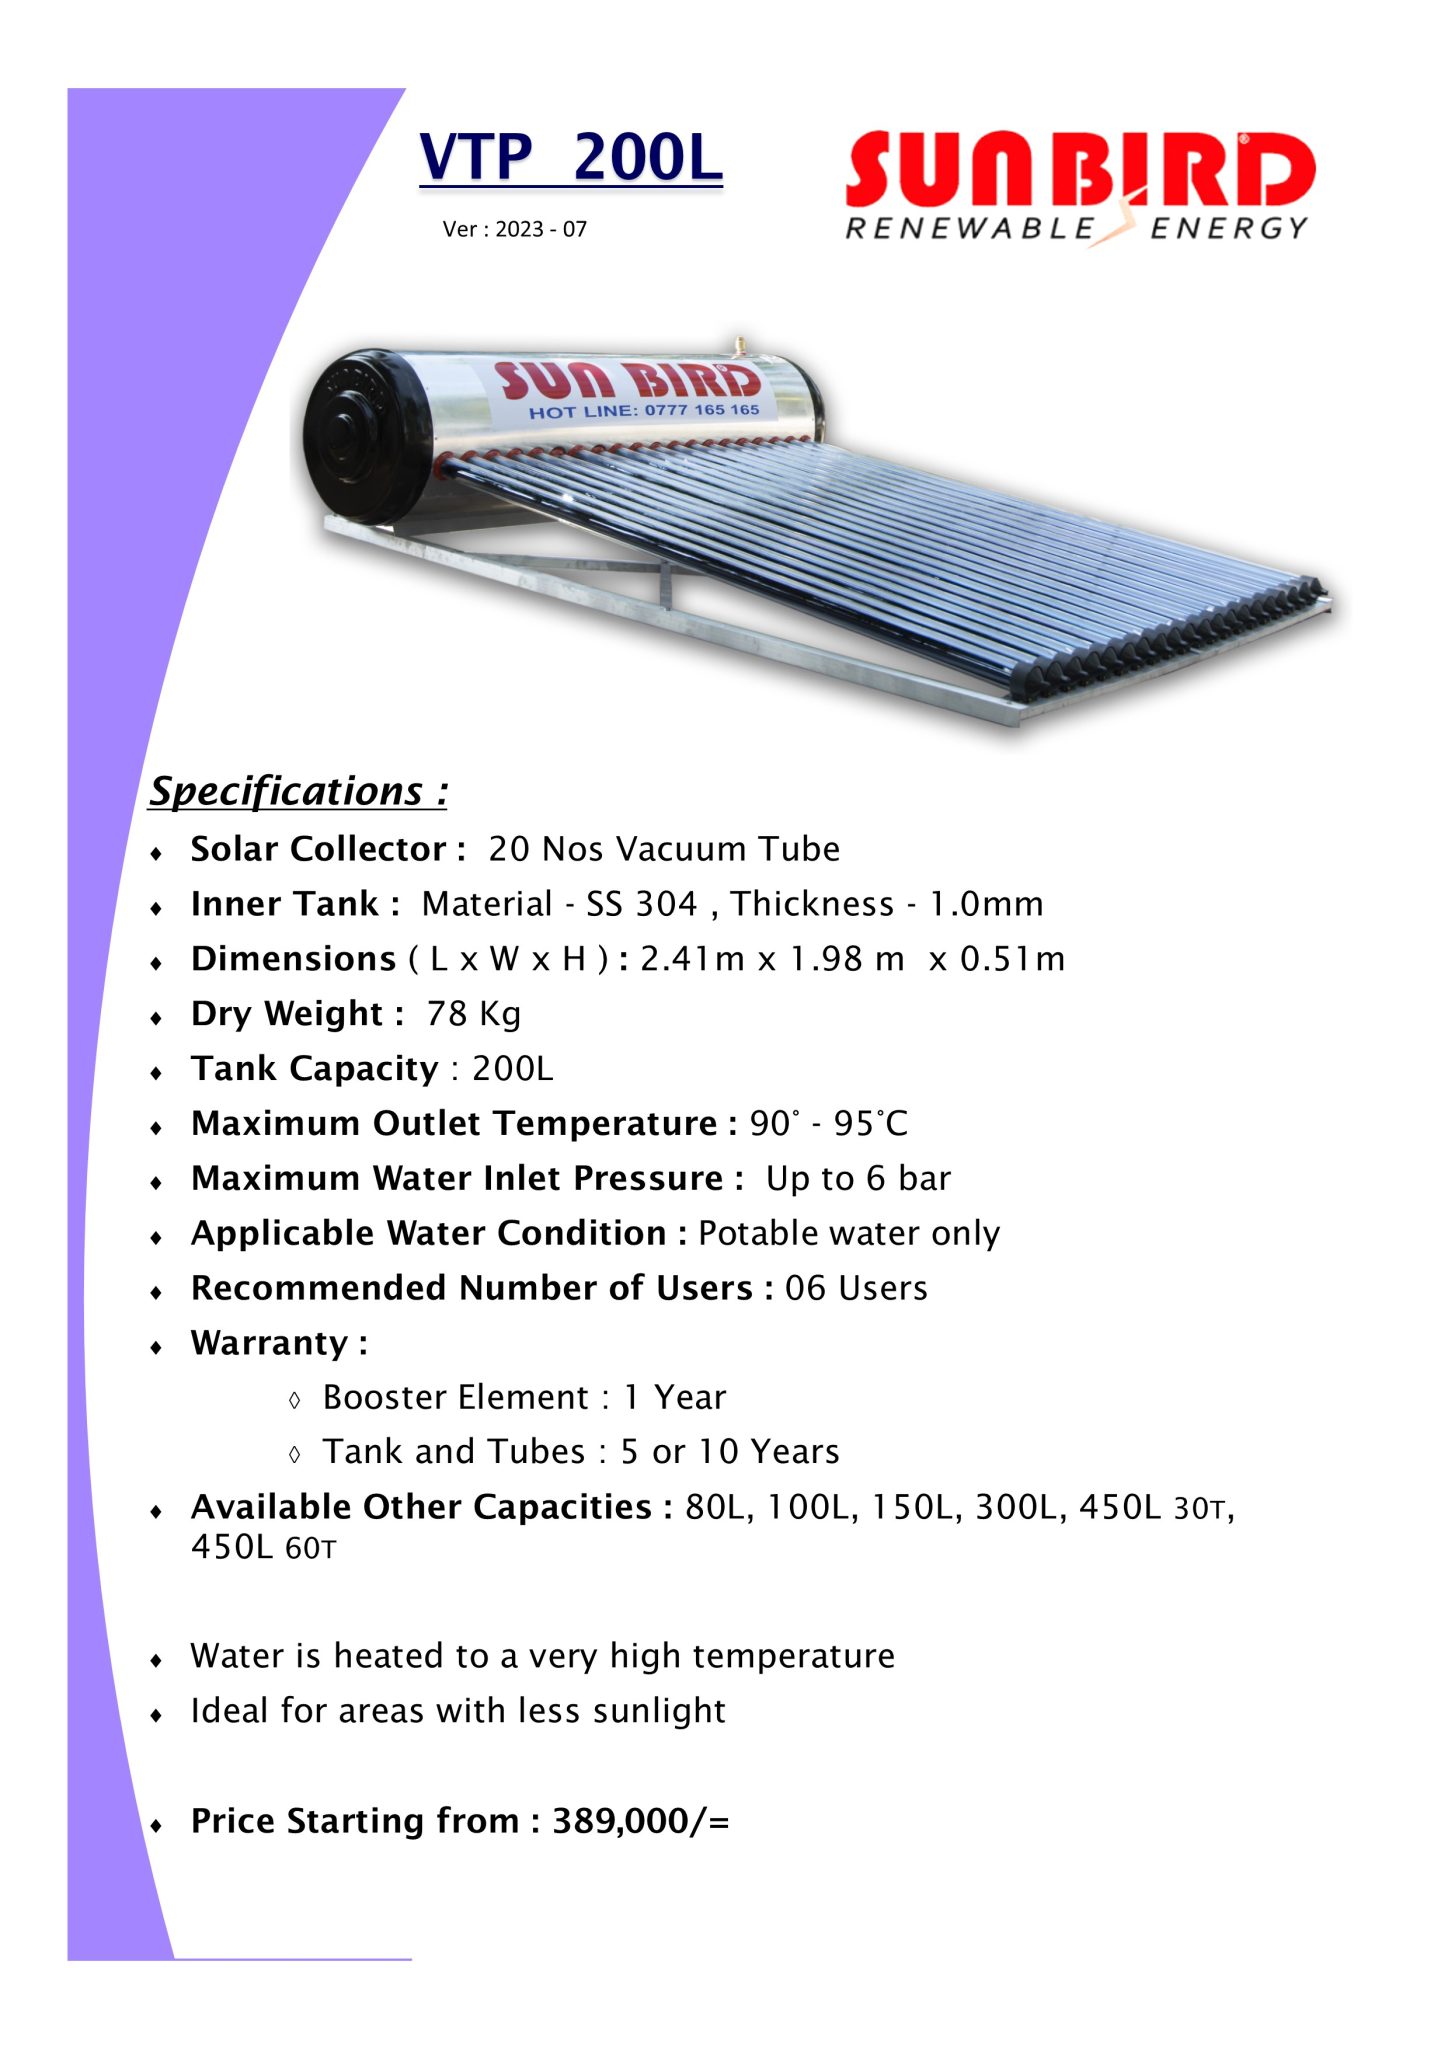 VTP 200L
Ver : 2023 - 07
SUN BIRD®
RENEWABLE ENERGY
SUN BIRD®
HOT LINE: 0777 165 165
Specifications :
♦ Solar Collector : 20 Nos Vacuum Tube
♦ Inner Tank : Material - SS 304 , Thickness - 1.0mm
♦ Dimensions ( L x W x H ) : 2.41m x 1.98 m x 0.51m
♦ Dry Weight : 78 Kg
♦ Tank Capacity : 200L
♦ Maximum Outlet Temperature : 90˚ - 95˚C
♦ Maximum Water Inlet Pressure : Up to 6 bar
♦ Applicable Water Condition : Potable water only
♦ Recommended Number of Users : 06 Users
♦ Warranty :
◊ Booster Element : 1 Year
◊ Tank and Tubes : 5 or 10 Years
♦ Available Other Capacities : 80L, 100L, 150L, 300L, 450L 30T,
450L 60T
♦ Water is heated to a very high temperature
♦ Ideal for areas with less sunlight
♦ Price Starting from : 389,000/=